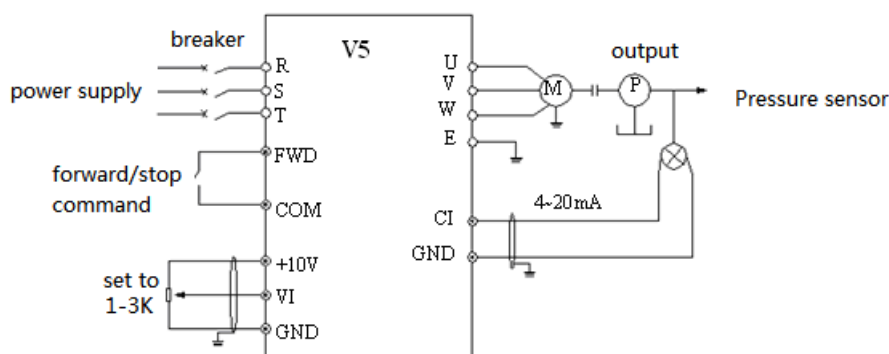 breaker
V5
output
power supply
R
S
T
U
V
W
E
M
P
Pressure sensor
forward/stop
command
FWD
COM
CI
4~20mA
GND
set to
1-3K
+10V
VI
GND